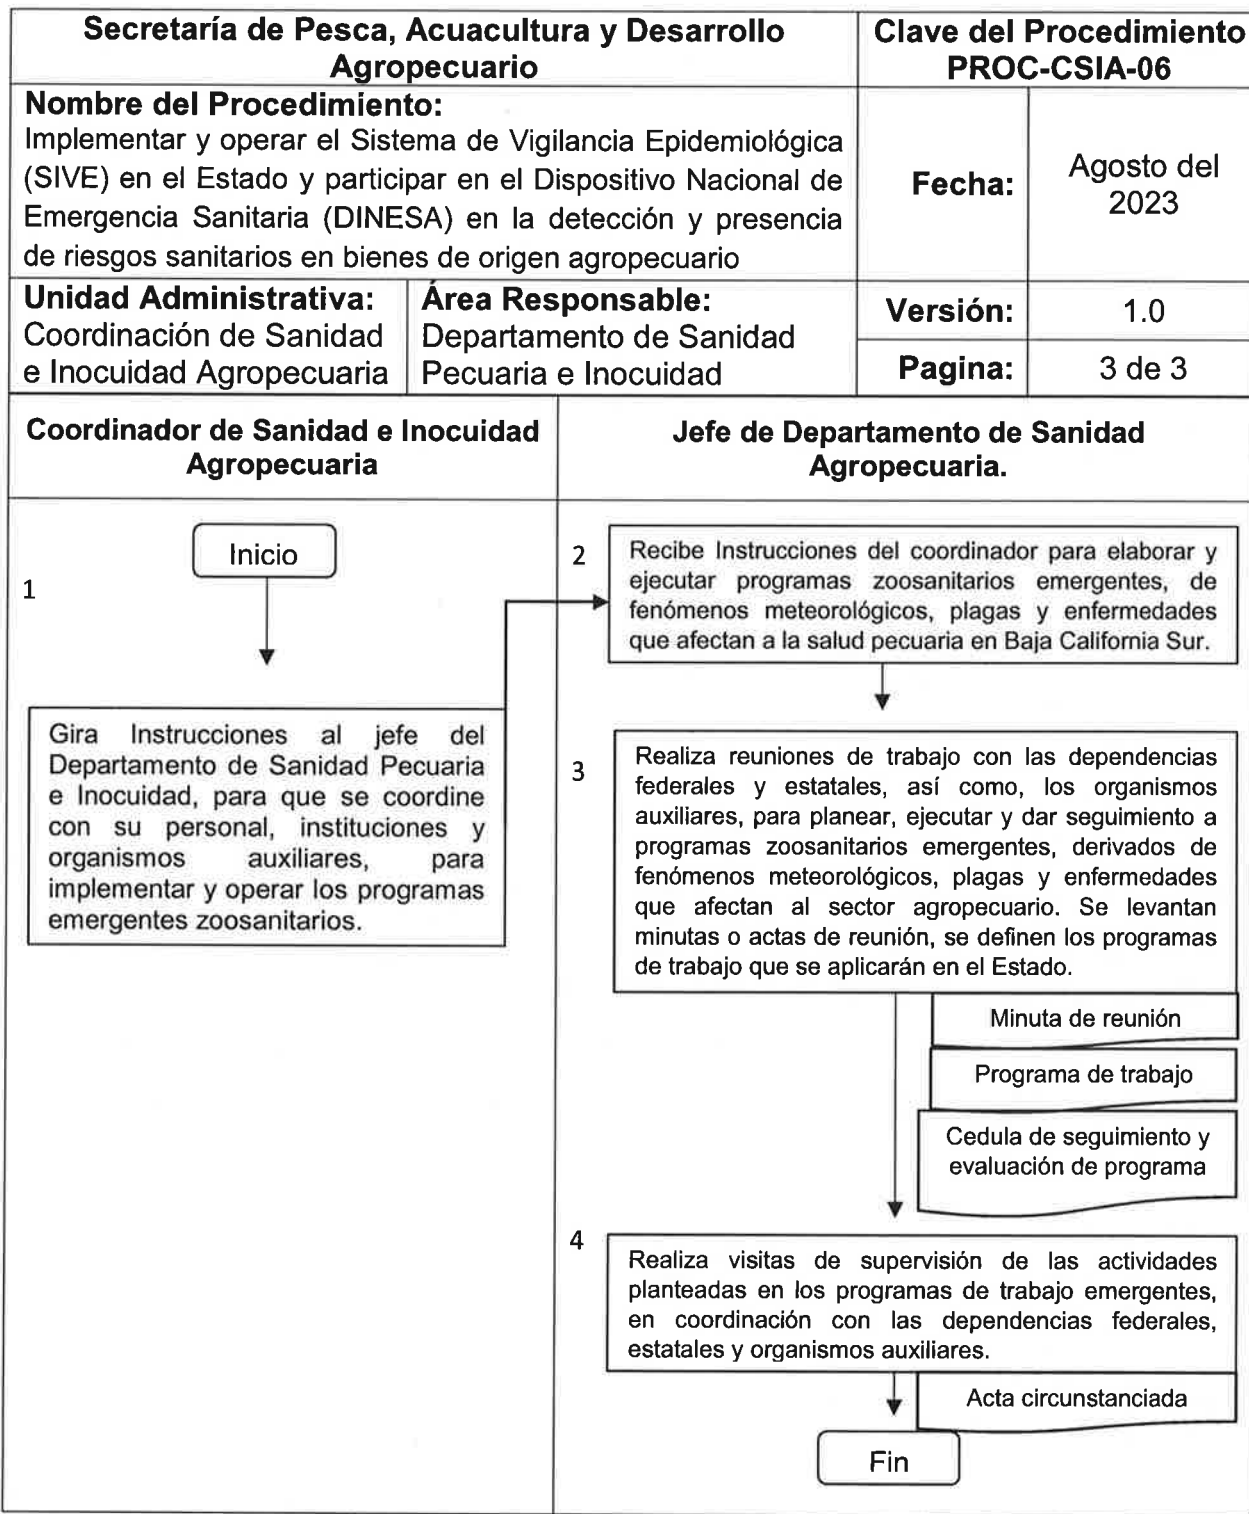 Secretaría de Pesca, Acuacultura y Desarrollo
Agropecuario
Clave del Procedimiento
PROC-CSIA-06
Nombre del Procedimiento:
Implementar y operar el Sistema de Vigilancia Epidemiológica
(SIVE) en el Estado y participar en el Dispositivo Nacional de
Emergencia Sanitaria (DINESA) en la detección y presencia
de riesgos sanitarios en bienes de origen agropecuario
Fecha:
Agosto del
2023
Unidad Administrativa:
Coordinación de Sanidad
e Inocuidad Agropecuaria
Área Responsable:
Departamento de Sanidad
Pecuaria e Inocuidad
Versión:
1.0
Pagina:
3 de 3
Coordinador de Sanidad e Inocuidad
Agropecuaria
Jefe de Departamento de Sanidad
Agropecuaria.
Inicio
1
Gira Instrucciones al jefe del
Departamento de Sanidad Pecuaria
e Inocuidad, para que se coordine
con su personal, instituciones y
organismos auxiliares, para
implementar y operar los programas
emergentes zoosanitarios.
2
Recibe Instrucciones del coordinador para elaborar y
ejecutar programas zoosanitarios emergentes, de
fenómenos meteorológicos, plagas y enfermedades
que afectan a la salud pecuaria en Baja California Sur.
3
Realiza reuniones de trabajo con las dependencias
federales y estatales, así como, los organismos
auxiliares, para planear, ejecutar y dar seguimiento a
programas zoosanitarios emergentes, derivados de
fenómenos meteorológicos, plagas y enfermedades
que afectan al sector agropecuario. Se levantan
minutas o actas de reunión, se definen los programas
de trabajo que se aplicarán en el Estado.
Minuta de reunión
Programa de trabajo
Cedula de seguimiento y
evaluación de programa
4
Realiza visitas de supervisión de las actividades
planteadas en los programas de trabajo emergentes,
en coordinación con las dependencias federales,
estatales y organismos auxiliares.
Acta circunstanciada
Fin